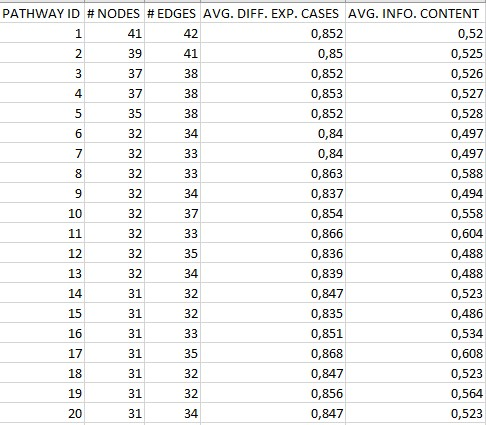 PATHWAY ID # NODES # EDGES AVG. DIFF. EXP. CASES AVG. INFO. CONTENT
1 41 42 0,852 0,52
2 39 41 0,85 0,525
3 37 38 0,852 0,526
4 37 38 0,853 0,527
5 35 38 0,852 0,528
6 32 34 0,84 0,497
7 32 33 0,84 0,497
8 32 33 0,863 0,588
9 32 34 0,837 0,494
10 32 37 0,854 0,558
11 32 33 0,866 0,604
12 32 35 0,836 0,488
13 32 34 0,839 0,488
14 31 32 0,847 0,523
15 31 32 0,835 0,486
16 31 33 0,851 0,534
17 31 35 0,868 0,608
18 31 32 0,847 0,523
19 31 32 0,856 0,564
20 31 34 0,847 0,523